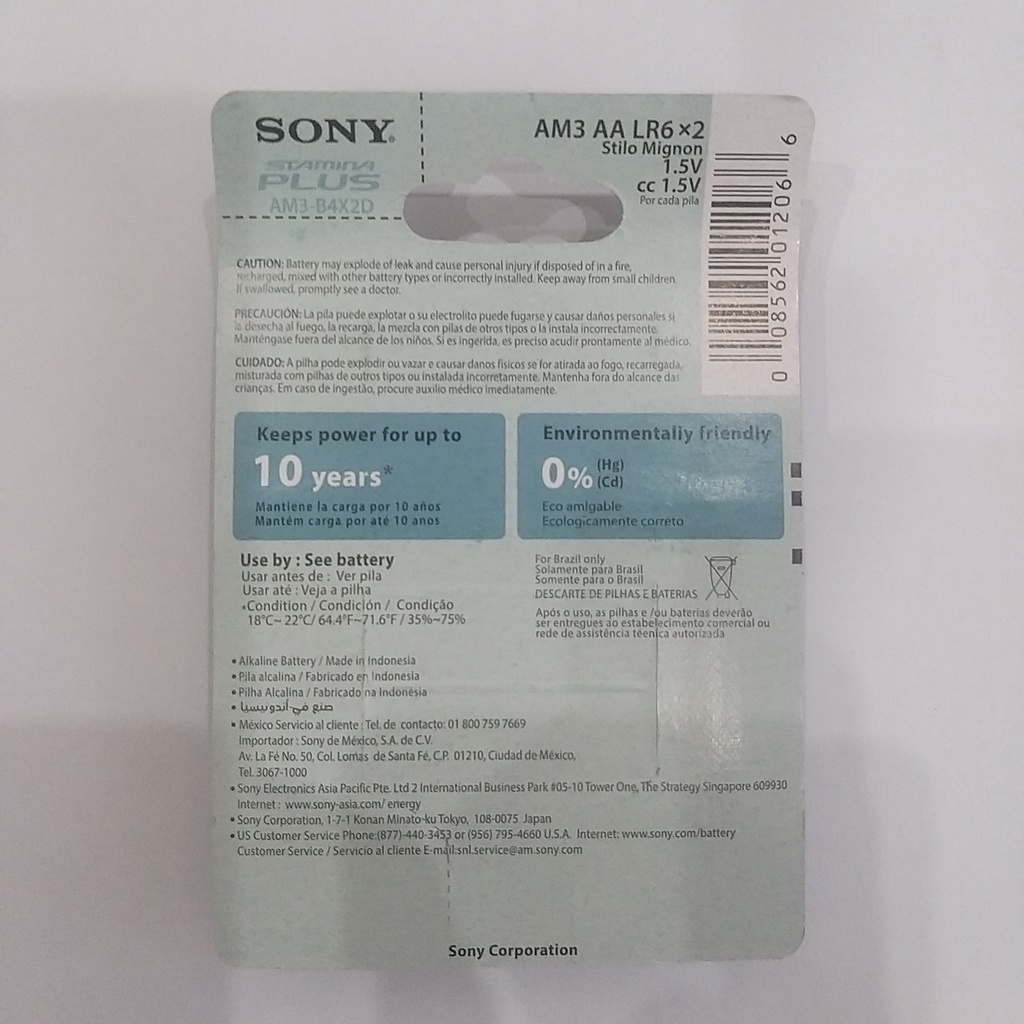 SONY
STAMINA
PLUS
AM3-B4X2D
AM3 AA LR6 ×2
Stilo Mignon
1.5V
cc 1.5V
Por cada pila
0 08562 01206 6
CAUTION: Battery may explode of leak and cause personal injury if disposed of in a fire,
recharged, mixed with other battery types or incorrectly installed. Keep away from small children.
If swallowed, promptly see a doctor.
PRECAUCIÓN: La pila puede explotar o su electrolito puede fugarse y causar daños personales si
la desecha al fuego, la recarga, la mezcla con pilas de otros tipos o la instala incorrectamente.
Manténgase fuera del alcance de los niños. Si es ingerida, es preciso acudir prontamente al médico.
CUIDADO: A pilha pode explodir ou vazar e causar danos físicos se for atirada ao fogo, recarregada,
misturada com pilhas de outros tipos ou instalada incorretamente. Mantenha fora do alcance das
crianças. Em caso de ingestão, procure auxílio médico imediatamente.
Keeps power for up to
10 years*
Mantiene la carga por 10 años
Mantém carga por até 10 anos
Environmentally friendly
0% (Hg)
(Cd)
Eco amigable
Ecologicamente correto
Use by : See battery
Usar antes de : Ver pila
Usar até : Veja a pilha
*Condition / Condición / Condição
18°C~ 22°C/ 64.4°F~71.6°F / 35%~75%
For Brazil only
Solamente para Brasil
Somente para o Brasil
DESCARTE DE PILHAS E BATERIAS
Após o uso, as pilhas e /ou baterias deverão
ser entregues ao estabelecimento comercial ou
rede de assistência técnica autorizada
• Alkaline Battery / Made in Indonesia
• Pila alcalina / Fabricado en Indonesia
• Pilha Alcalina / Fabricado na Indonésia
• صنع في أندونيسيا
• México Servicio al cliente : Tel. de contacto: 01 800 759 7669
Importador : Sony de México, S.A. de C.V.
Av. La Fé No. 50, Col. Lomas de Santa Fé, C.P. 01210, Ciudad de México,
Tel. 3067-1000
• Sony Electronics Asia Pacific Pte. Ltd 2 International Business Park #05-10 Tower One, The Strategy Singapore 609930
Internet : www.sony-asia.com/ energy
• Sony Corporation, 1-7-1 Konan Minato-ku Tokyo, 108-0075 Japan
• US Customer Service Phone:(877)-440-3453 or (956) 795-4660 U.S.A. Internet: www.sony.com/battery
Customer Service / Servicio al cliente E-mail:snl.service@am.sony.com
Sony Corporation